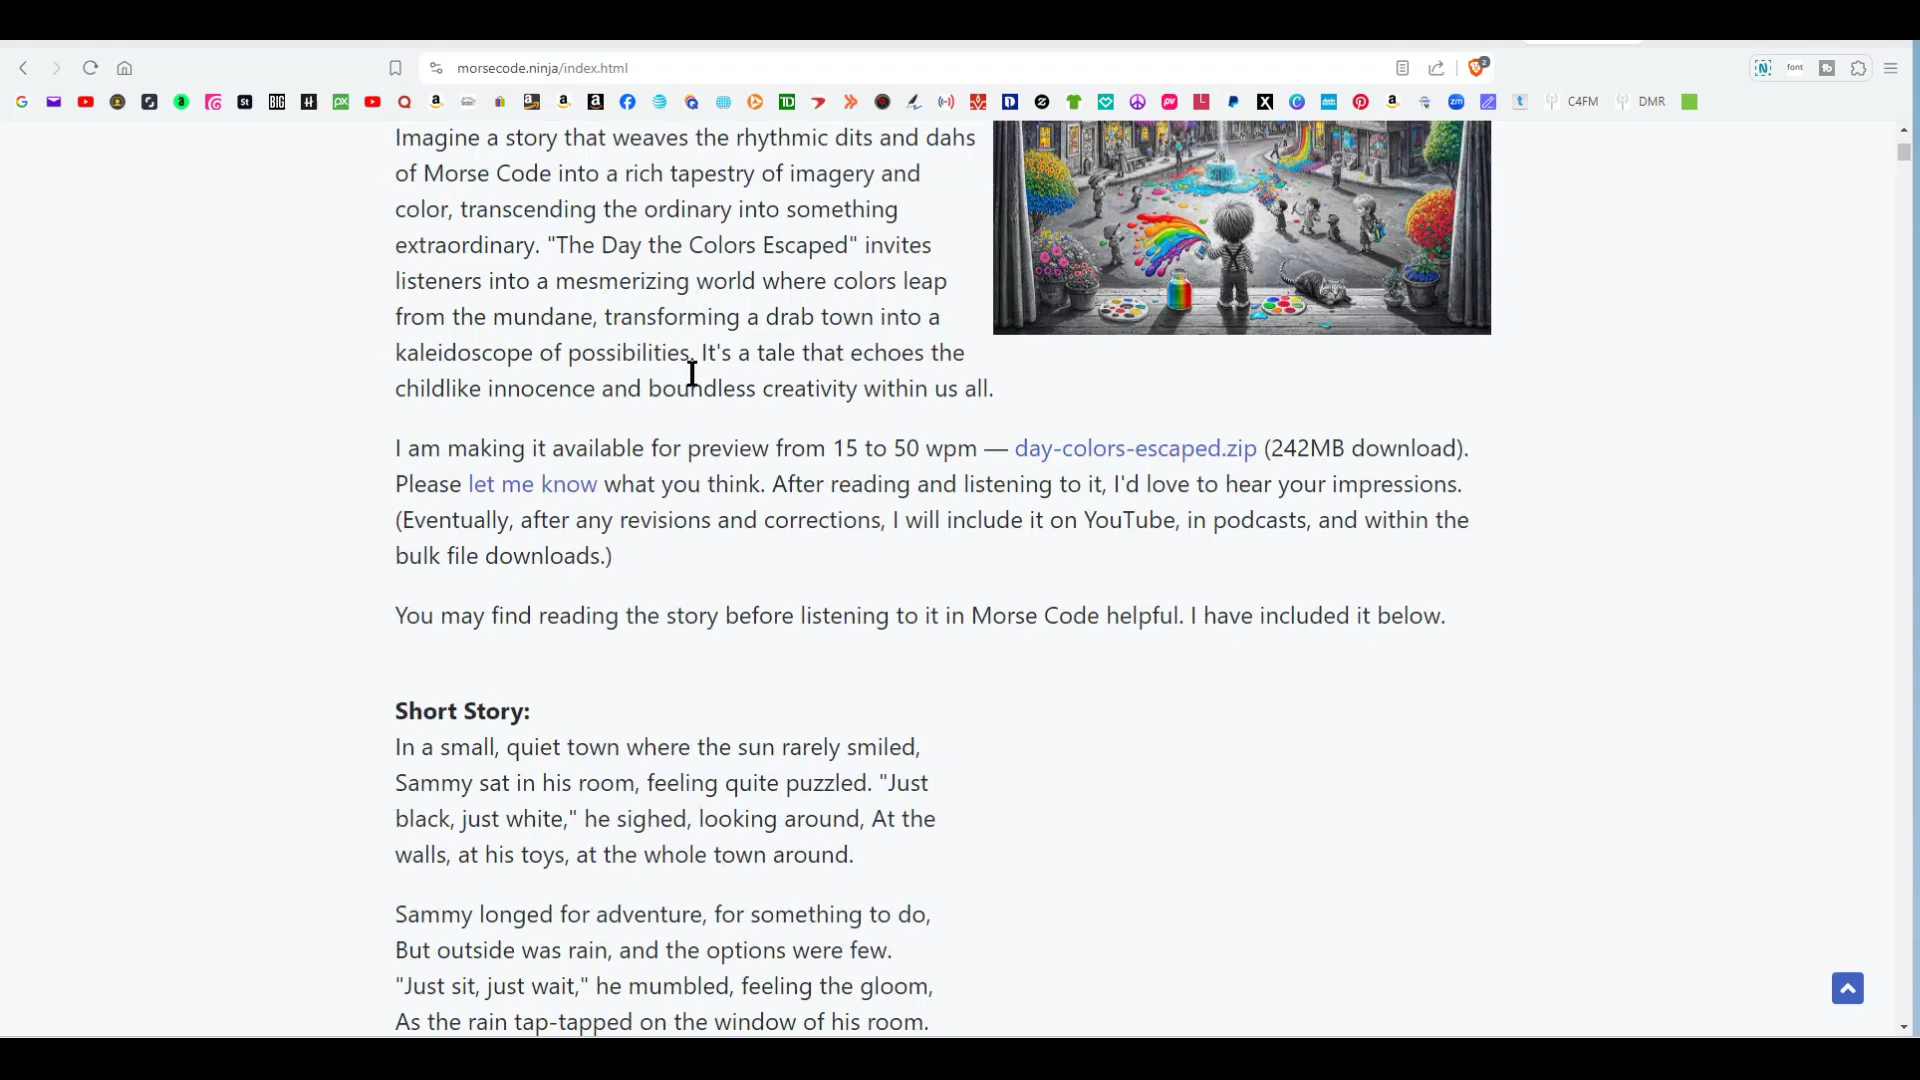 morsecode.ninja/index.html
2
font
C4FM
DMR
Imagine a story that weaves the rhythmic dits and dahs
of Morse Code into a rich tapestry of imagery and
color, transcending the ordinary into something
extraordinary. "The Day the Colors Escaped" invites
listeners into a mesmerizing world where colors leap
from the mundane, transforming a drab town into a
kaleidoscope of possibilities. It's a tale that echoes the
childlike innocence and boundless creativity within us all.
I am making it available for preview from 15 to 50 wpm — day-colors-escaped.zip (242MB download).
Please let me know what you think. After reading and listening to it, I'd love to hear your impressions.
(Eventually, after any revisions and corrections, I will include it on YouTube, in podcasts, and within the
bulk file downloads.)
You may find reading the story before listening to it in Morse Code helpful. I have included it below.
Short Story:
In a small, quiet town where the sun rarely smiled,
Sammy sat in his room, feeling quite puzzled. "Just
black, just white," he sighed, looking around, At the
walls, at his toys, at the whole town around.
Sammy longed for adventure, for something to do,
But outside was rain, and the options were few.
"Just sit, just wait," he mumbled, feeling the gloom,
As the rain tap-tapped on the window of his room.